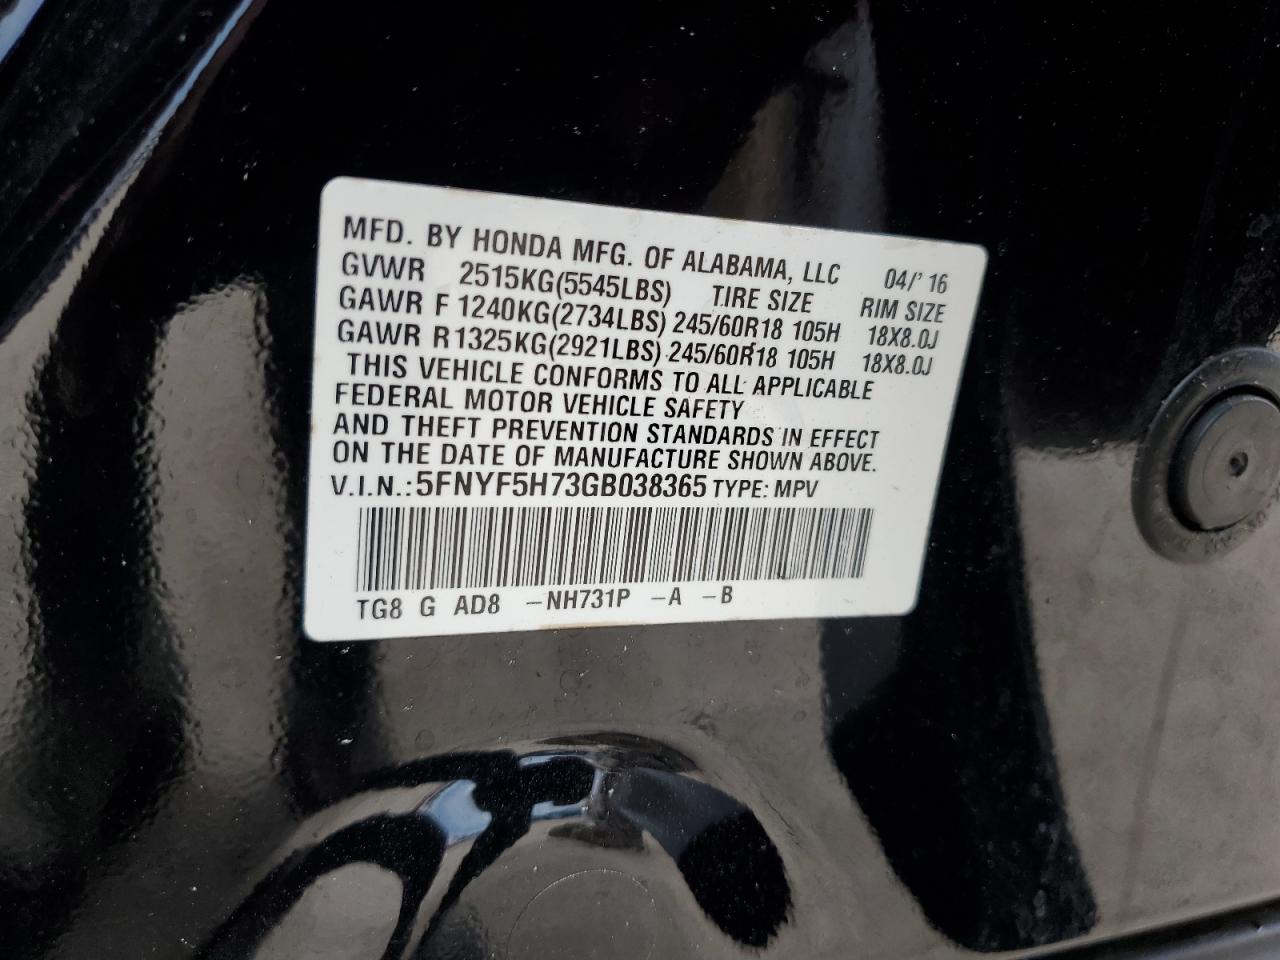 MFD. BY HONDA MFG. OF ALABAMA, LLC 04/'16
GVWR 2515KG(5545LBS) TIRE SIZE RIM SIZE
GAWR F 1240KG(2734LBS) 245/60R18 105H 18X8.0J
GAWR R 1325KG(2921LBS) 245/60R18 105H 18X8.0J
THIS VEHICLE CONFORMS TO ALL APPLICABLE
FEDERAL MOTOR VEHICLE SAFETY
AND THEFT PREVENTION STANDARDS IN EFFECT
ON THE DATE OF MANUFACTURE SHOWN ABOVE.
V.I.N.: 5FNYF5H73GB038365 TYPE: MPV
TG8 G AD8 -NH731P -A -B